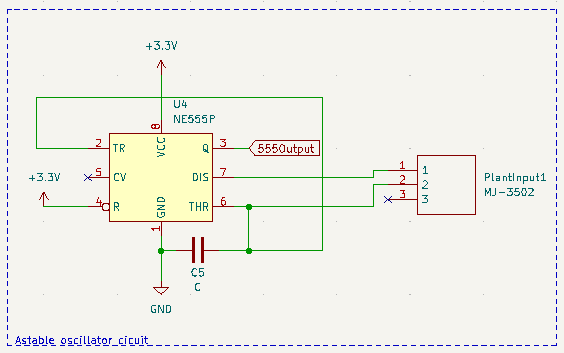 +3.3V
U4
NE555P
8
VCC
2 TR
Q 3
555Output
5 CV
DIS 7
+3.3V
4 R
GND
THR 6
1
C5
C
GND
1 1
2 2
3 3
PlantInput1
MJ-3502
Astable oscillator cicuit